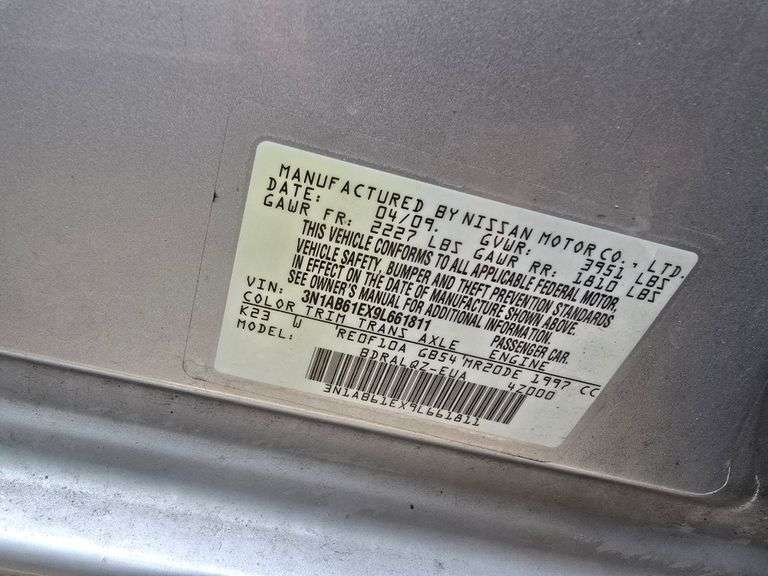 MANUFACTURED BY NISSAN MOTOR CO., LTD.
DATE: 04/09. GVWR: 3951 LBS
GAWR FR: 2227 LBS GAWR RR: 1810 LBS
THIS VEHICLE CONFORMS TO ALL APPLICABLE FEDERAL MOTOR
VEHICLE SAFETY, BUMPER AND THEFT PREVENTION STANDARDS
IN EFFECT ON THE DATE OF MANUFACTURE SHOWN ABOVE.
SEE OWNER'S MANUAL FOR ADDITIONAL INFORMATION.
VIN: 3N1AB61EX9L661811 PASSENGER CAR.
COLOR TRIM TRANS AXLE ENGINE
K23 W RE0F10A GB54 MR20DE 1997 CC
MODEL: BDRALQZ-EUA 4Z000
3N1AB61EX9L661811